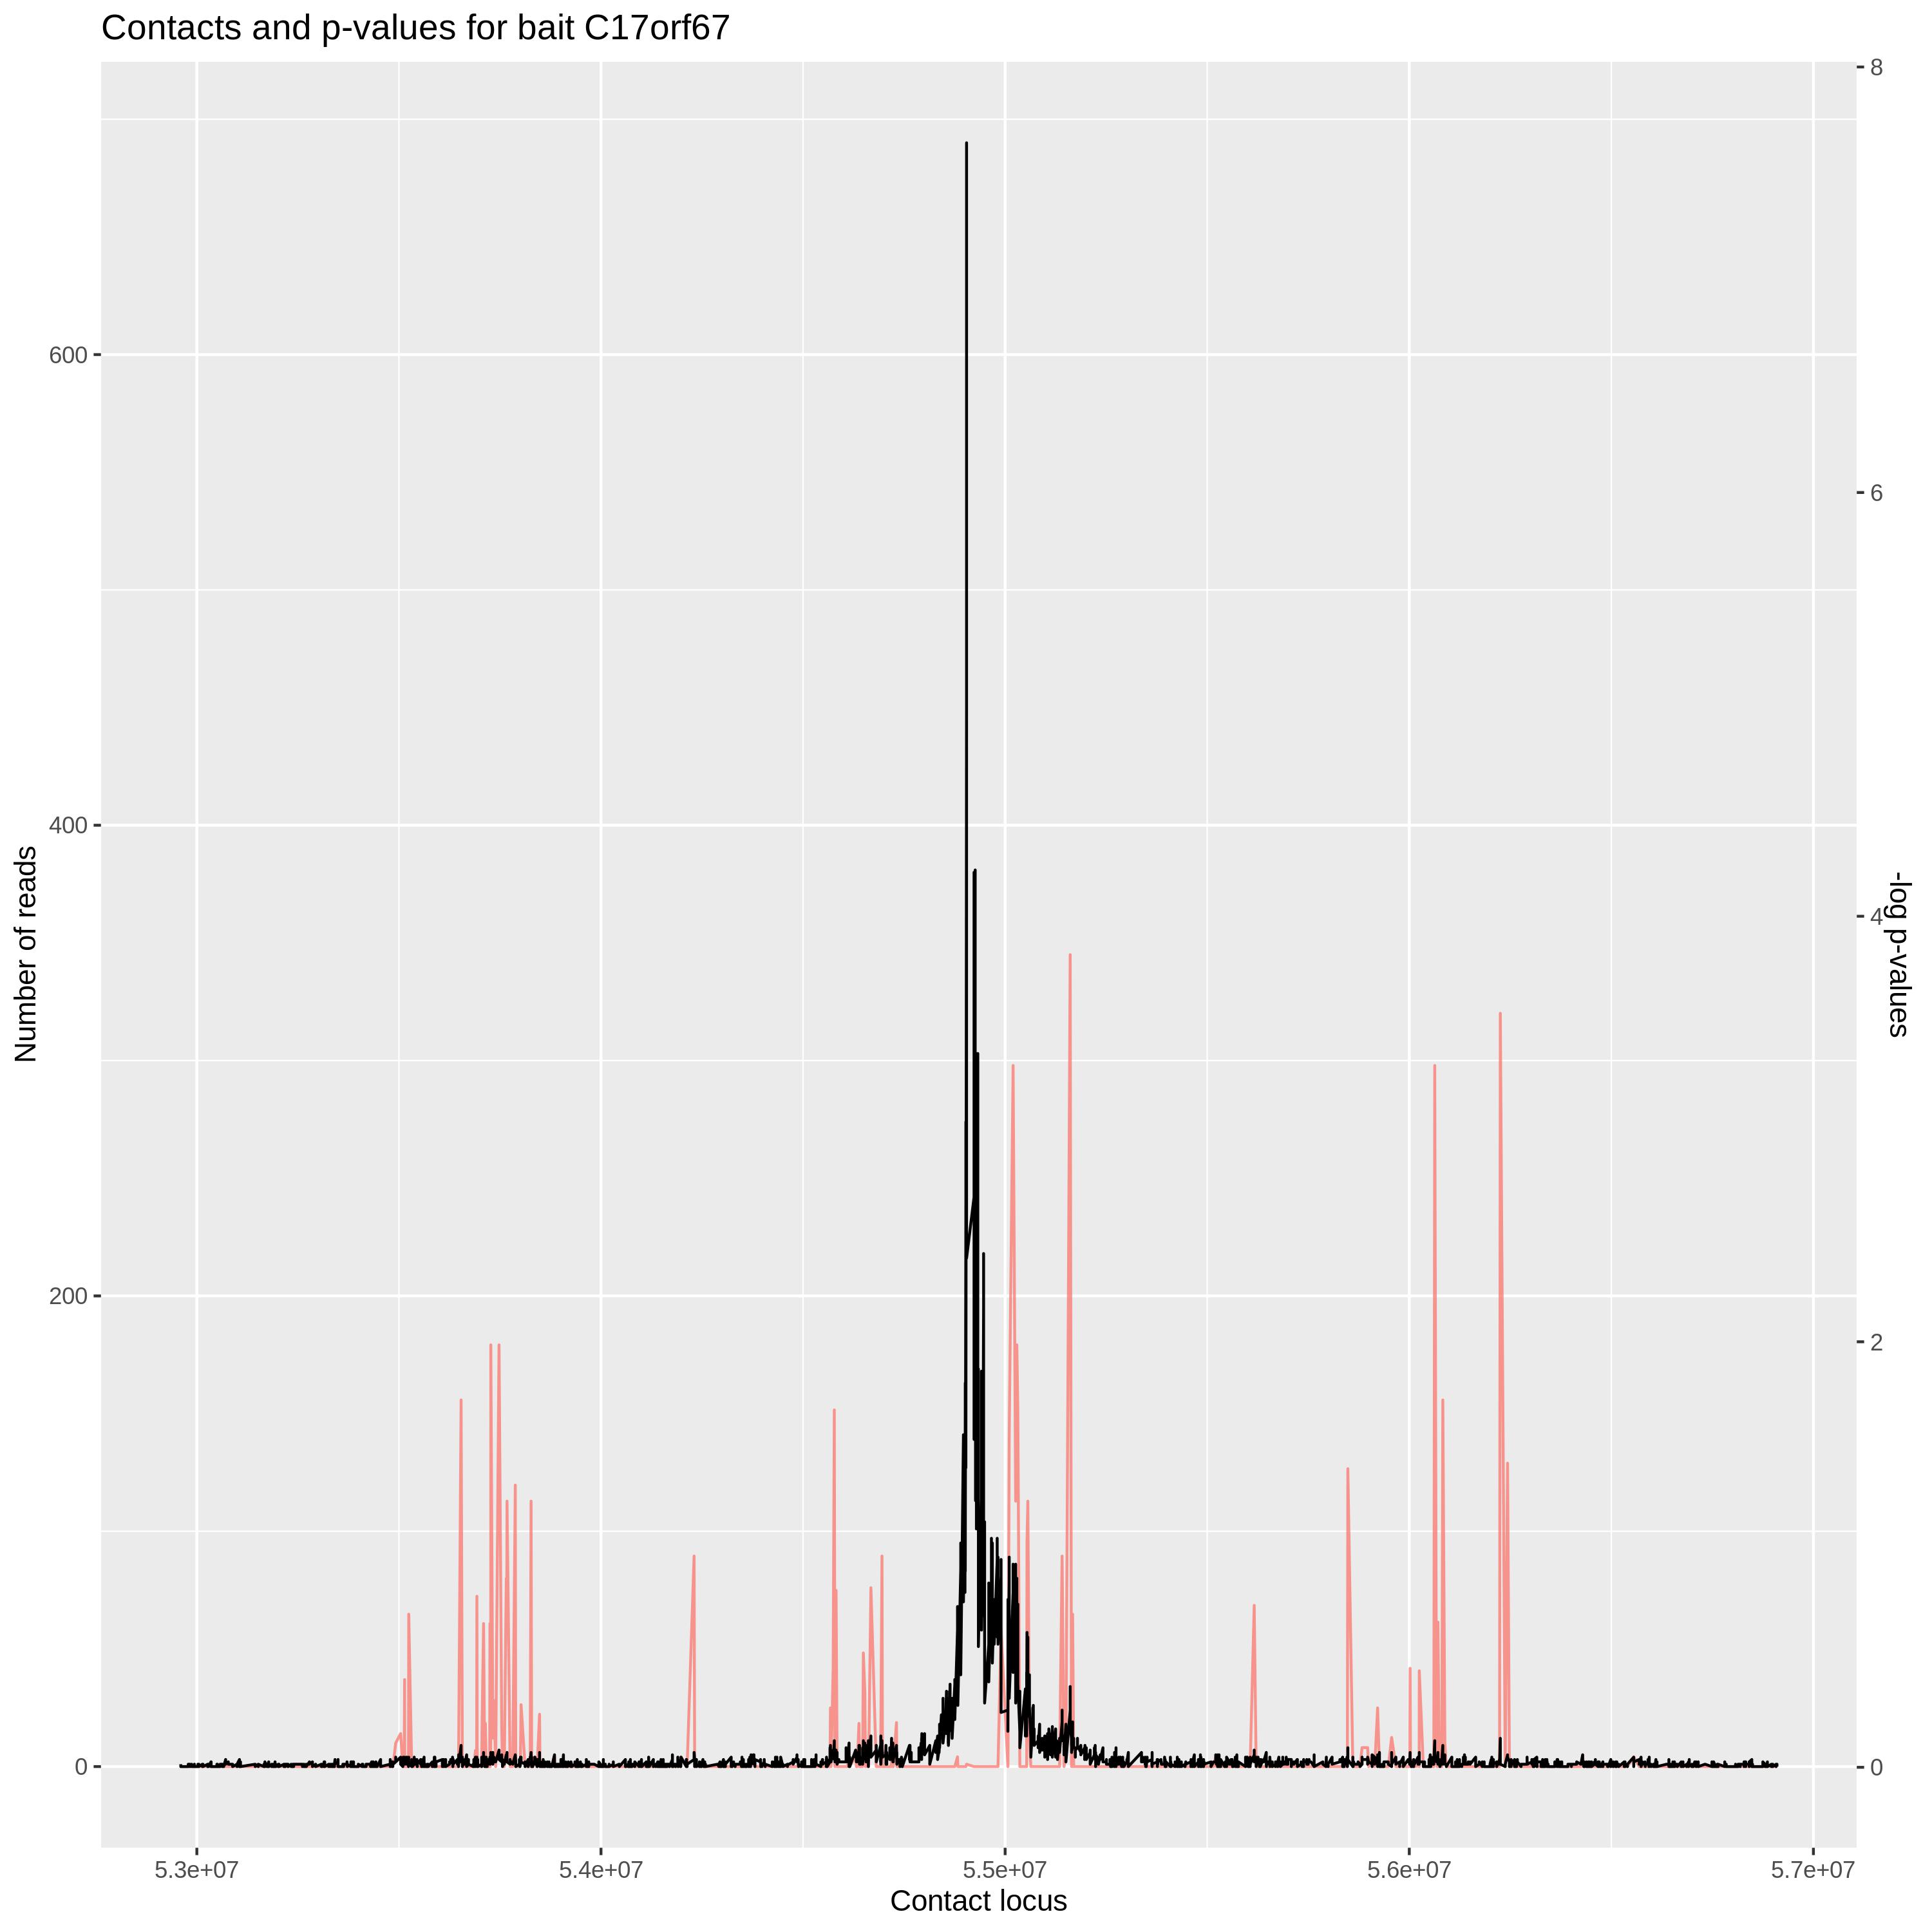 Contacts and p-values for bait C17orf67
8
600
6
400
4
Number of reads
-log p-values
200
2
0
0
5.3e+07 5.4e+07 5.5e+07 5.6e+07 5.7e+07
Contact locus